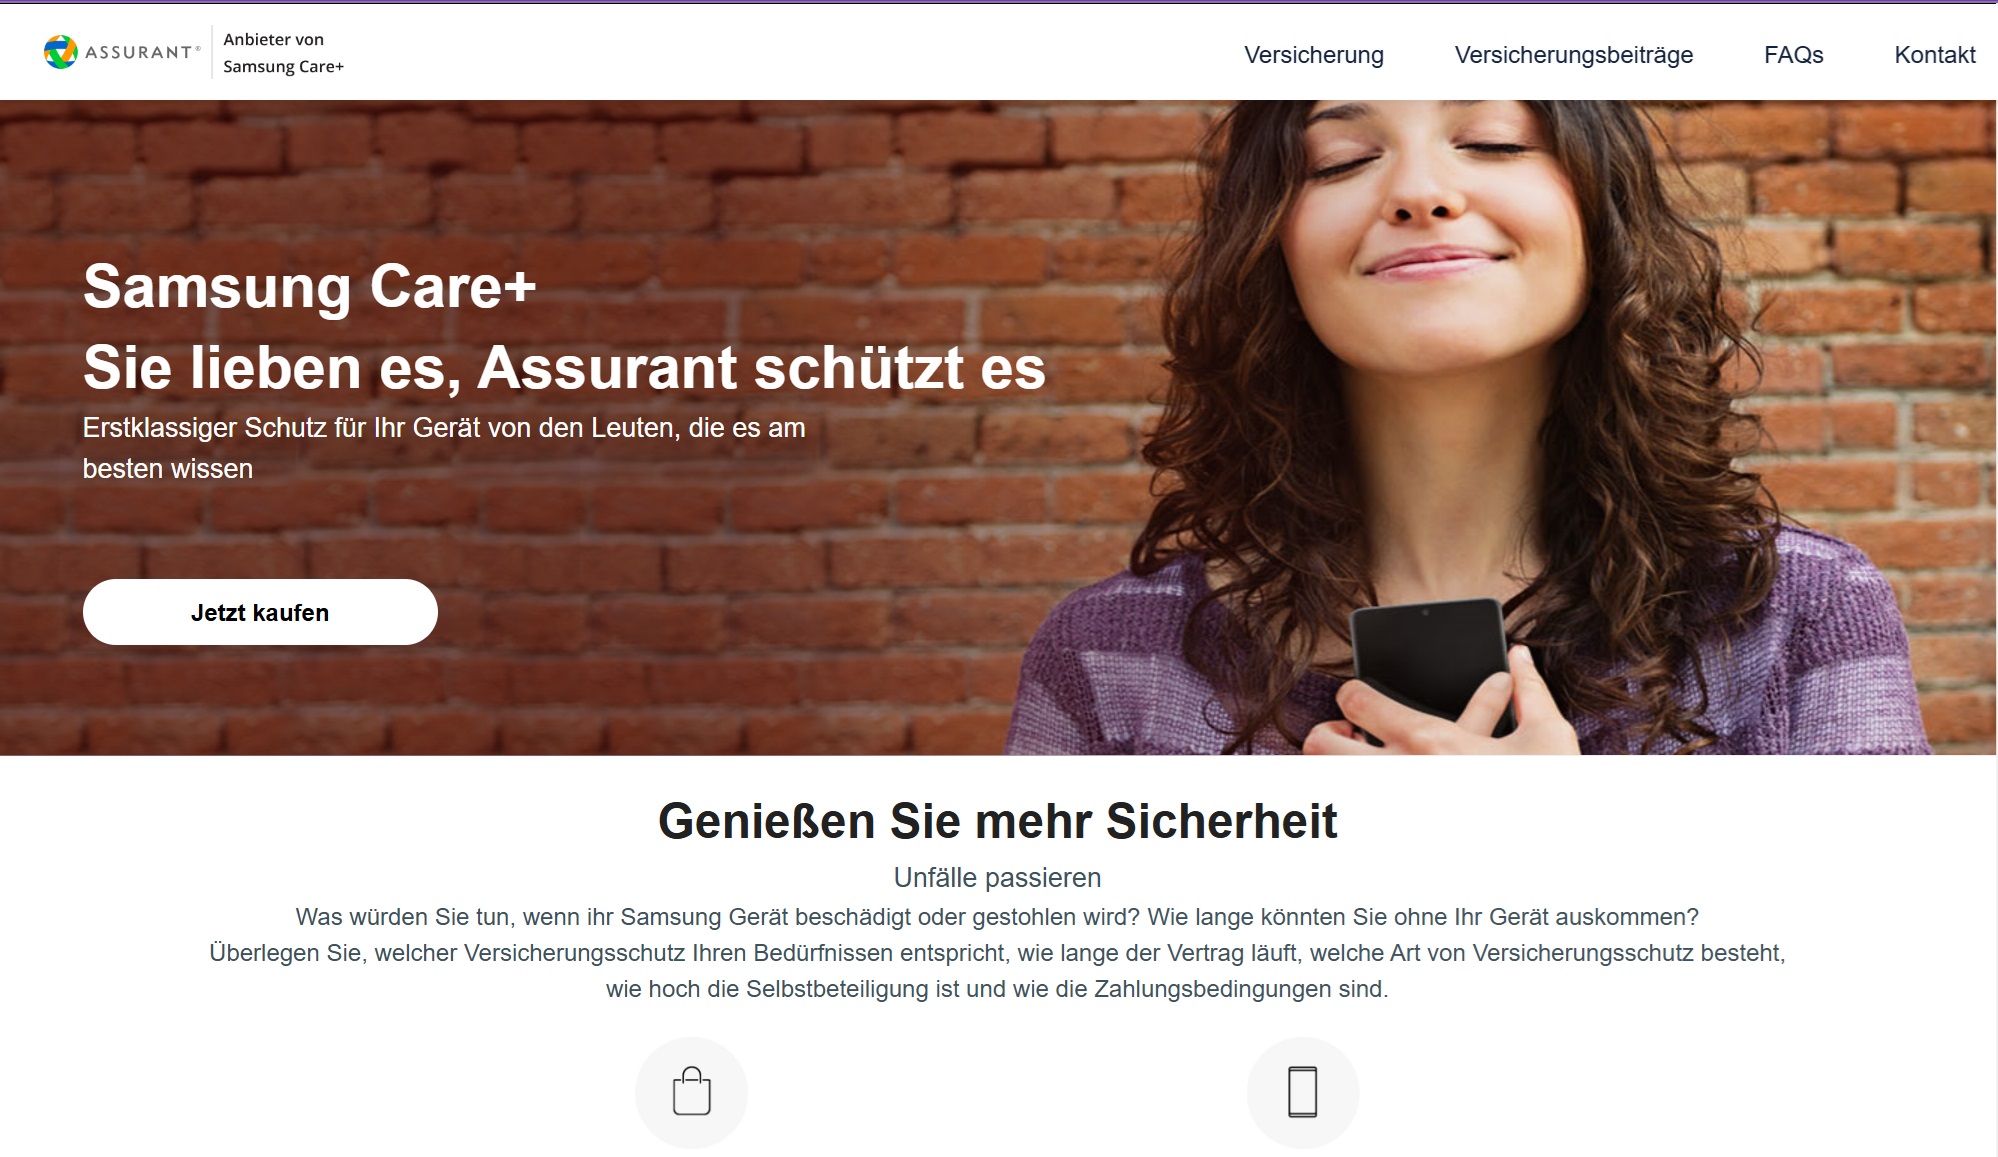 ASSURANT®
Anbieter von
Samsung Care+
Versicherung
Versicherungsbeiträge
FAQs
Kontakt
Samsung Care+
Sie lieben es, Assurant schützt es
Erstklassiger Schutz für Ihr Gerät von den Leuten, die es am
besten wissen
Jetzt kaufen
Genießen Sie mehr Sicherheit
Unfälle passieren
Was würden Sie tun, wenn ihr Samsung Gerät beschädigt oder gestohlen wird? Wie lange könnten Sie ohne Ihr Gerät auskommen?
Überlegen Sie, welcher Versicherungsschutz Ihren Bedürfnissen entspricht, wie lange der Vertrag läuft, welche Art von Versicherungsschutz besteht,
wie hoch die Selbstbeteiligung ist und wie die Zahlungsbedingungen sind.